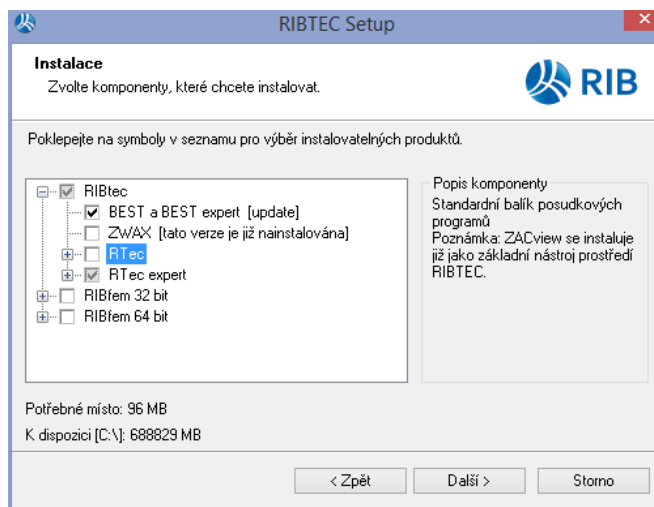 RIBTEC Setup
Instalace
Zvolte komponenty, které chcete instalovat.
RIB
Poklepejte na symboly v seznamu pro výběr instalovatelných produktů.
RIBtec
BEST a BEST expert [update]
ZWAX [tato verze je již nainstalována]
RTec
RTec expert
RIBfem 32 bit
RIBfem 64 bit
Popis komponenty
Standardní balík posudkových
programů
Poznámka: ZACview se instaluje
již jako základní nástroj prostředí
RIBTEC.
Potřebné místo: 96 MB
K dispozici [C:\]: 688829 MB
< Zpět
Další >
Storno